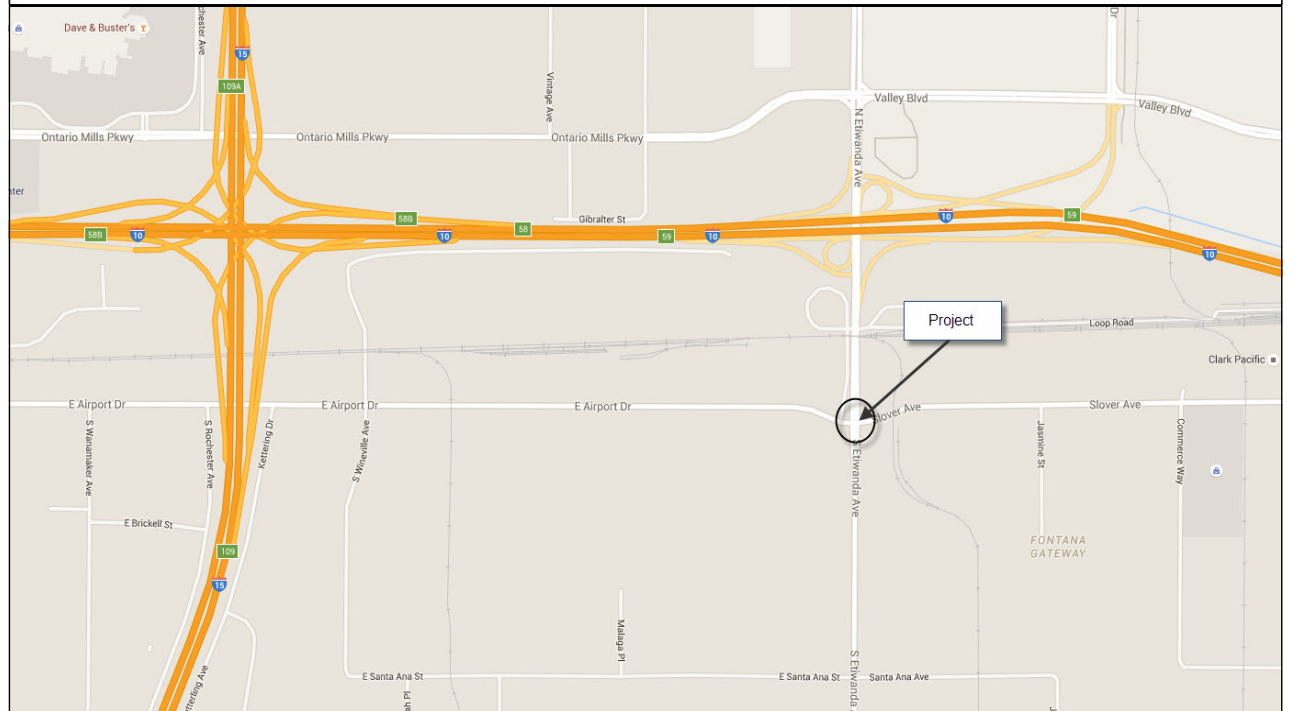 Dave & Buster's
Rochester Ave
15
109A
Vintage Ave
Valley Blvd
Valley Blvd
Dr
N Etiwanda Ave
Ontario Mills Pkwy
Ontario Mills Pkwy
Ontario Mills Pkwy
Gibralter St
58B
10
58B
10
58
59
10
10
59
10
Project
Loop Road
Clark Pacific
E Airport Dr
E Airport Dr
E Airport Dr
Slover Ave
Slover Ave
S Wanamaker Ave
S Rochester Ave
Kettering Dr
S Wineville Ave
S Etiwanda Ave
Jasmine St
Commerce Way
E Brickell St
109
15
FONTANA
GATEWAY
Malaga Pl
E Santa Ana St
E Santa Ana St
Santa Ana Ave
S Etiwanda